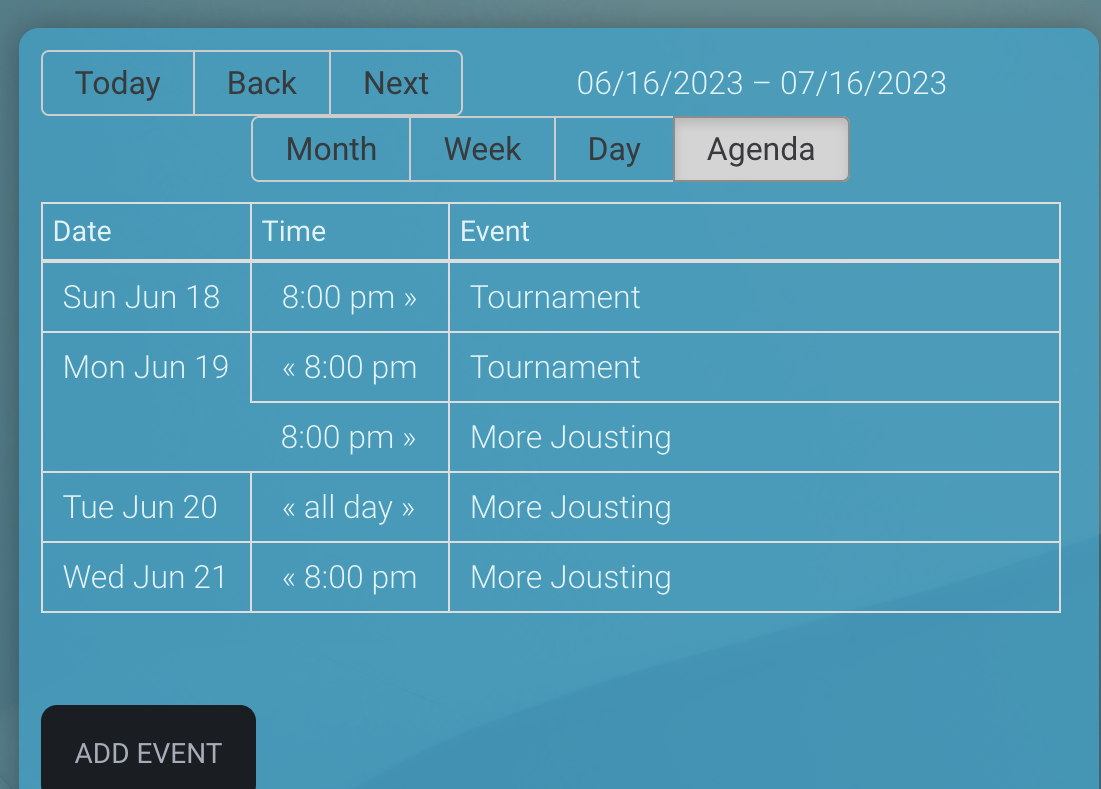 Today Back Next 06/16/2023 – 07/16/2023
Month Week Day Agenda
Date Time Event
Sun Jun 18 8:00 pm » Tournament
Mon Jun 19 « 8:00 pm Tournament
8:00 pm » More Jousting
Tue Jun 20 « all day » More Jousting
Wed Jun 21 « 8:00 pm More Jousting
ADD EVENT